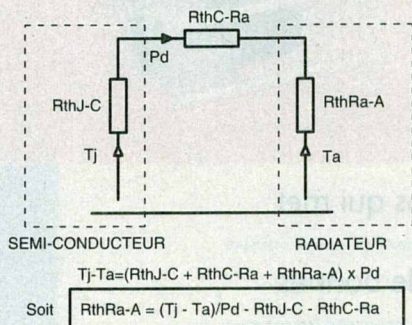 RthC-Ra
Pd
RthJ-C
RthRa-A
Tj
Ta
SEMI-CONDUCTEUR
RADIATEUR
Tj-Ta=(RthJ-C + RthC-Ra + RthRa-A) x Pd
Soit RthRa-A = (Tj - Ta)/Pd - RthJ-C - RthC-Ra